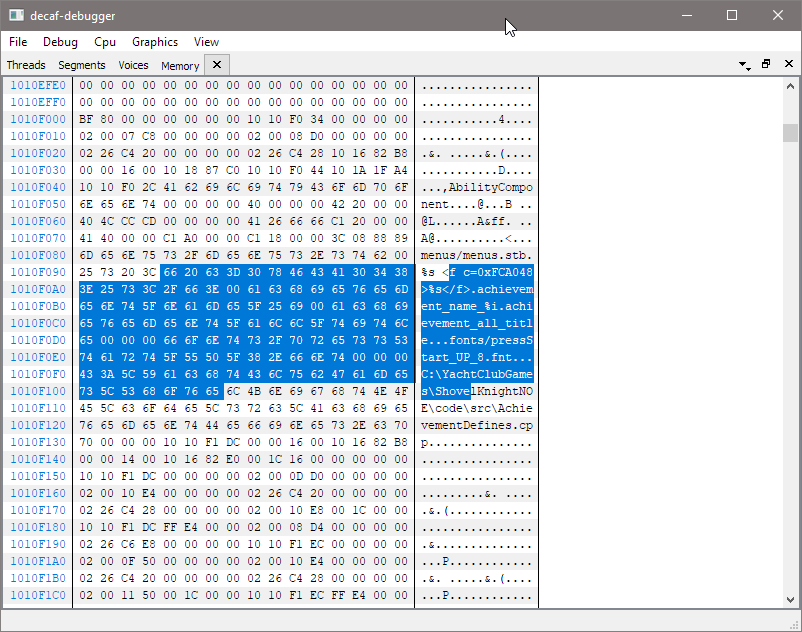 decaf-debugger
File Debug Cpu Graphics View
Threads Segments Voices Memory
1010EFE0 00 00 00 00 00 00 00 00 00 00 00 00 00 00 00 00 ................
1010EFF0 00 00 00 00 00 00 00 00 00 00 00 00 00 00 00 00 ................
1010F000 BF 80 00 00 00 00 00 00 10 10 F0 34 00 00 00 00 ...........4....
1010F010 02 00 07 C8 00 00 00 00 02 00 08 D0 00 00 00 00 ................
1010F020 02 26 C4 20 00 00 00 00 02 26 C4 28 10 16 82 B8 .&. .....&.(....
1010F030 00 00 16 00 10 18 87 C0 10 10 F0 44 10 1A 1F A4 ...........D....
1010F040 10 10 F0 2C 41 62 69 6C 69 74 79 43 6F 6D 70 6F ...,AbilityCompo
1010F050 6E 65 6E 74 00 00 00 00 40 00 00 00 42 20 00 00 nent....@...B ..
1010F060 40 4C CC CD 00 00 00 00 41 26 66 66 C1 20 00 00 @L......A&ff. ..
1010F070 41 40 00 00 C1 A0 00 00 C1 18 00 00 3C 08 88 89 A@..........<...
1010F080 6D 65 6E 75 73 2F 6D 65 6E 75 73 2E 73 74 62 00 menus/menus.stb.
1010F090 25 73 20 3C 66 20 63 3D 30 78 46 43 41 30 34 38 %s <f c=0xFCA048
1010F0A0 3E 25 73 3C 2F 66 3E 00 61 63 68 69 65 76 65 6D >%s</f>.achievem
1010F0B0 65 6E 74 5F 6E 61 6D 65 5F 25 69 00 61 63 68 69 ent_name_%i.achi
1010F0C0 65 76 65 6D 65 6E 74 5F 61 6C 6C 5F 74 69 74 6C evement_all_titl
1010F0D0 65 00 00 00 66 6F 6E 74 73 2F 70 72 65 73 73 53 e...fonts/pressS
1010F0E0 74 61 72 74 5F 55 50 5F 38 2E 66 6E 74 00 00 00 tart_UP_8.fnt...
1010F0F0 43 3A 5C 59 61 63 68 74 43 6C 75 62 47 61 6D 65 C:\YachtClubGame
1010F100 73 5C 53 68 6F 76 65 6C 4B 6E 69 67 68 74 4E 4F s\ShovelKnightNO
1010F110 45 5C 63 6F 64 65 5C 73 72 63 5C 41 63 68 69 65 E\code\src\Achie
1010F120 76 65 6D 65 6E 74 44 65 66 69 6E 65 73 2E 63 70 vementDefines.cp
1010F130 70 00 00 00 10 10 F1 DC 00 00 16 00 10 16 82 B8 p...............
1010F140 00 00 14 00 10 16 82 E0 00 1C 16 00 00 00 00 00 ................
1010F150 10 10 F1 DC 00 00 00 00 02 00 0D D0 00 00 00 00 ................
1010F160 02 00 10 E4 00 00 00 00 02 26 C4 20 00 00 00 00 .........&. ....
1010F170 02 26 C4 28 00 00 00 00 02 00 10 E8 00 1C 00 00 .&.(............
1010F180 10 10 F1 DC FF E4 00 00 02 00 08 D4 00 00 00 00 ................
1010F190 02 26 C6 E8 00 00 00 00 10 10 F1 EC 00 00 00 00 .&..............
1010F1A0 02 00 0F 50 00 00 00 00 02 00 10 E4 00 00 00 00 ...P............
1010F1B0 02 26 C4 20 00 00 00 00 02 26 C4 28 00 00 00 00 .&. .....&.(....
1010F1C0 02 00 11 50 00 1C 00 00 10 10 F1 EC FF E4 00 00 ...P............